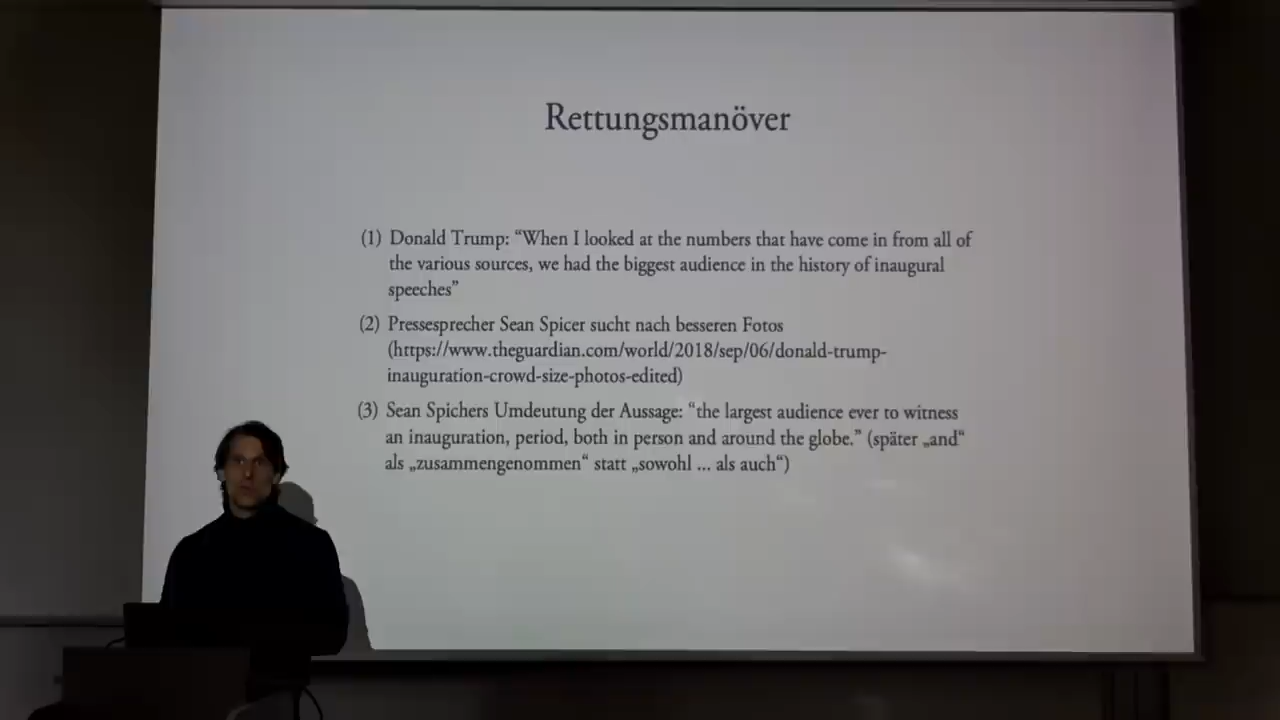 Rettungsmanöver
(1) Donald Trump: “When I looked at the numbers that have come in from all of
the various sources, we had the biggest audience in the history of inaugural
speeches”
(2) Pressesprecher Sean Spicer sucht nach besseren Fotos
(https://www.theguardian.com/world/2018/sep/06/donald-trump-
inauguration-crowd-size-photos-edited)
(3) Sean Spichers Umdeutung der Aussage: “the largest audience ever to witness
an inauguration, period, both in person and around the globe.” (später „and“
als „zusammengenommen“ statt „sowohl ... als auch“)